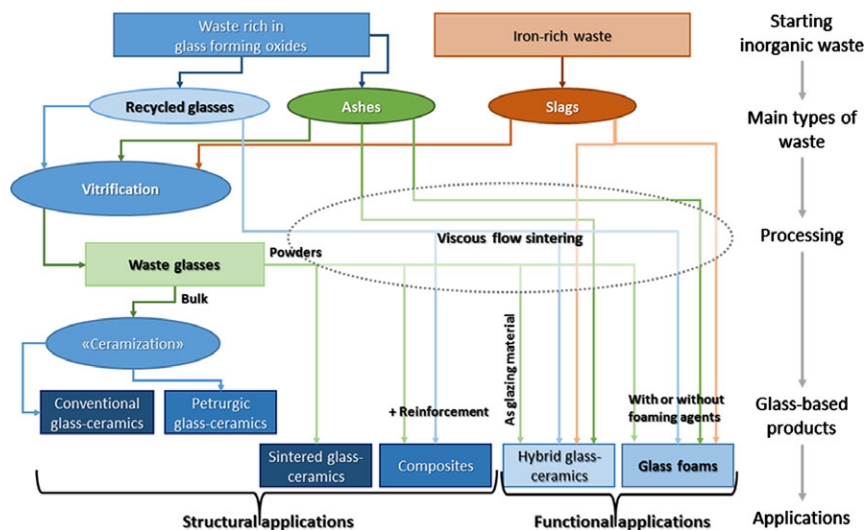 Waste rich in
glass forming oxides
Iron-rich waste
Starting
inorganic waste
Recycled glasses
Ashes
Slags
Main types of
waste
Vitrification
Viscous flow sintering
Processing
Waste glasses
Powders
Bulk
«Ceramization»
As glazing material
Conventional
glass-ceramics
Petrurgic
glass-ceramics
+ Reinforcement
With or without
foaming agents
Glass-based
products
Sintered glass-
ceramics
Composites
Hybrid glass-
ceramics
Glass foams
Structural applications
Functional applications
Applications